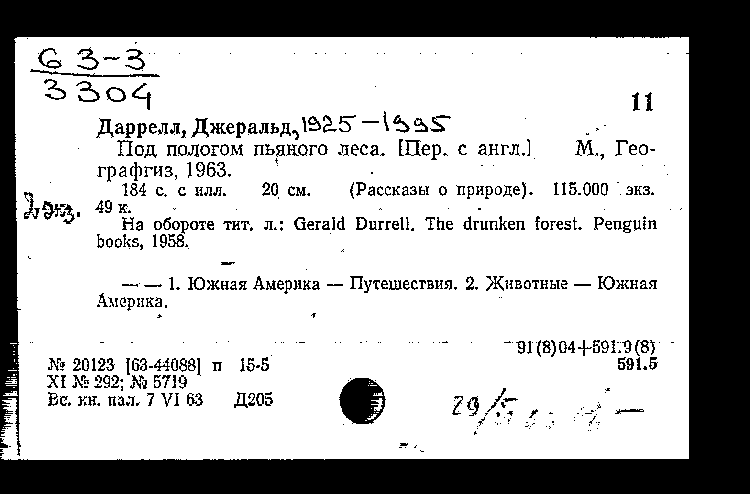 63-3
3304
11
Даррелл, Джеральд, 1925-1995
Под пологом пьяного леса. [Пер. с англ.] М., Гео-
графгиз, 1963.
184 с. с илл. 20 см. (Рассказы о природе). 115.000 экз.
2 экз. 49 к.
На обороте тит. л.: Gerald Durrell. The drunken forest. Penguin
books, 1958.
— — 1. Южная Америка — Путешествия. 2. Животные — Южная
Америка.
91(8)04+591.9(8)
№ 20123 [63-44088] п 15-5 591.5
XI № 292; № 5719
Вс. кн. пал. 7 VI 63 Д205
29/5